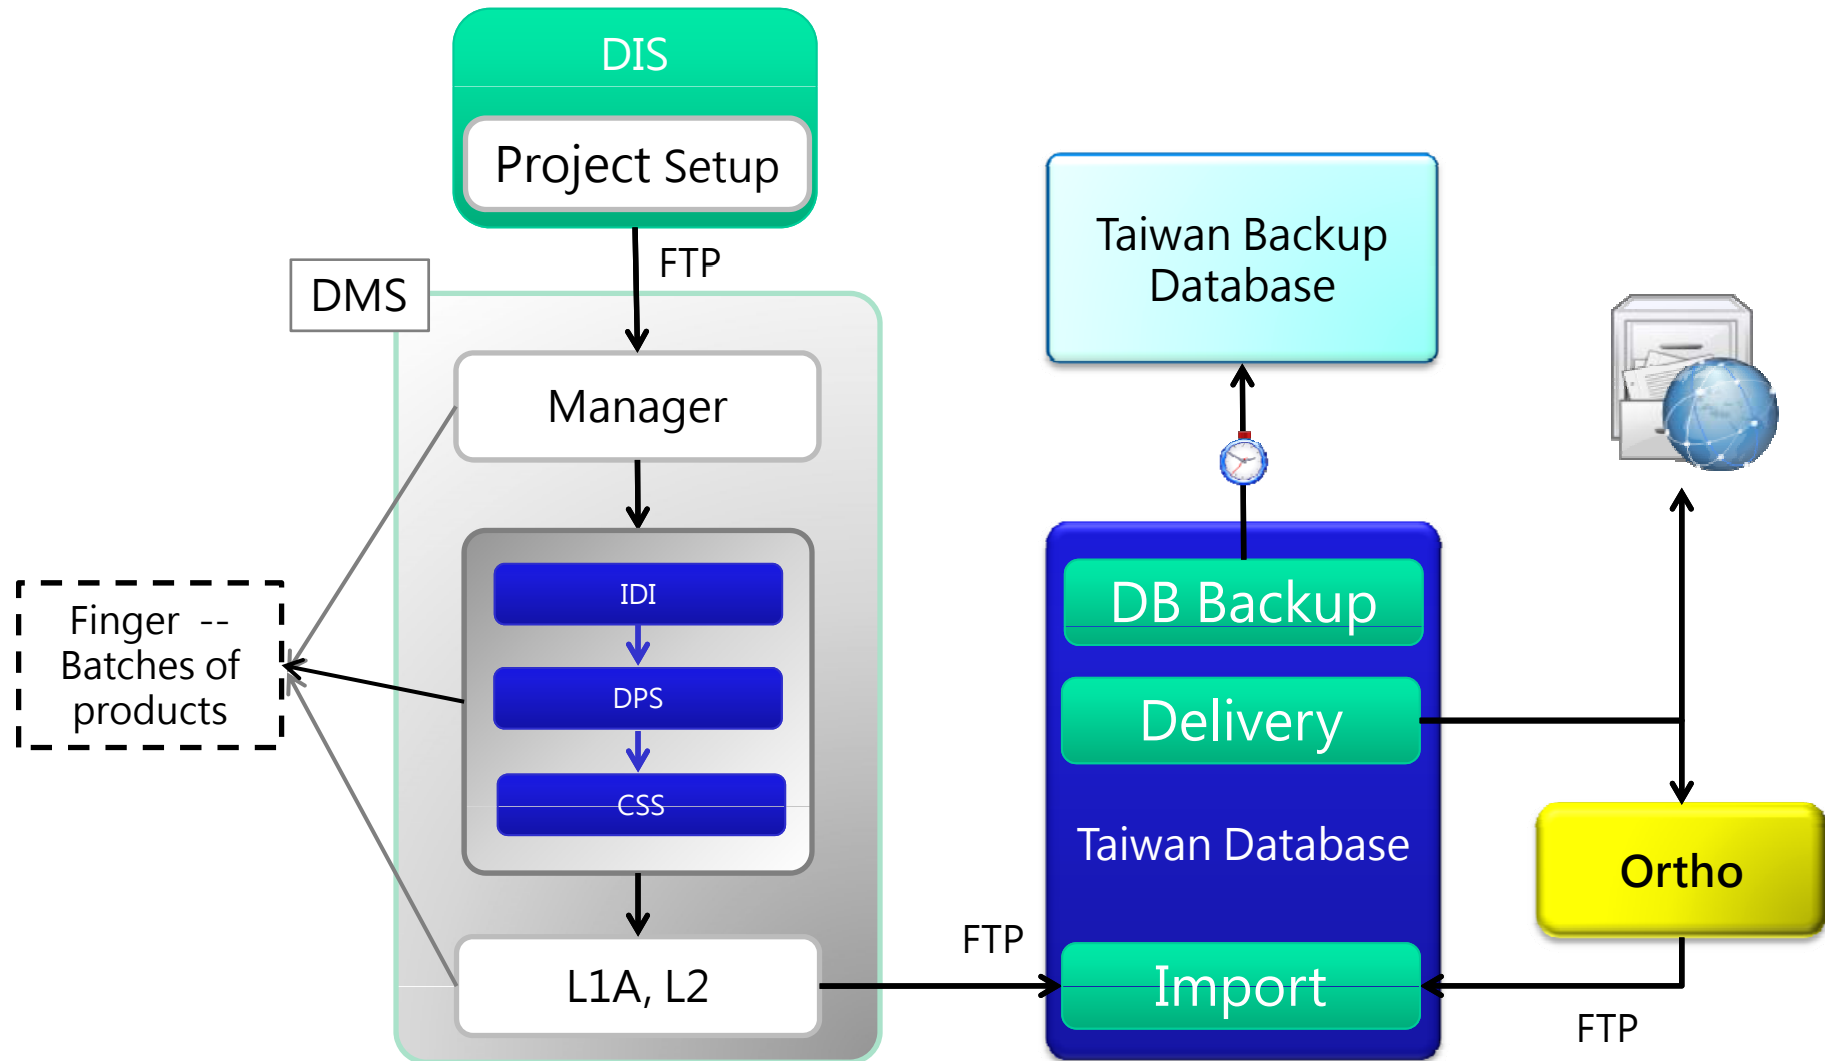 DIS
Project Setup
FTP
DMS
Manager
IDI
DPS
CSS
L1A, L2
Finger --
Batches of
products
Taiwan Backup
Database
DB Backup
Delivery
Taiwan Database
FTP
Import
Ortho
FTP